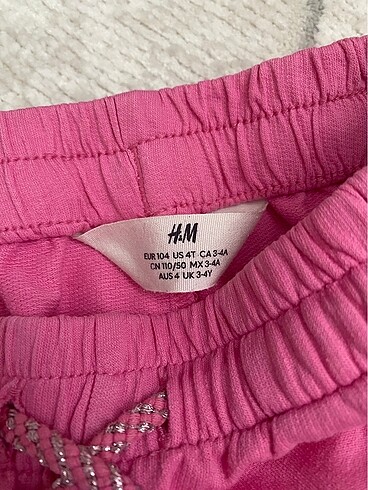 H&M
EUR 104 US 4T CA 3-4A
CN 110/50 MX 3-4A
AUS 4 UK 3-4Y